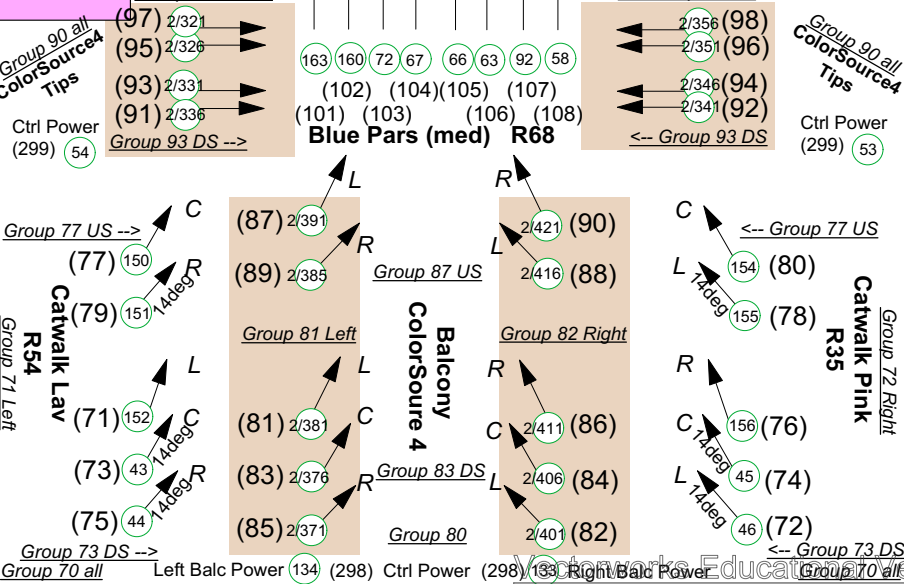 (97) 2/321
(95) 2/326
(93) 2/331
(91) 2/336
Group 93 DS -->
Group 90 all
ColorSource4
Tips
Ctrl Power
(299) 54
163 160 72 67 66 63 92 58
(102) (104) (105) (107)
(101) (103) (106) (108)
Blue Pars (med) R68
2/356 (98)
2/351 (96)
2/346 (94)
2/341 (92)
<-- Group 93 DS
Group 90 all
ColorSource4
Tips
Ctrl Power
(299) 53
Group 77 US -->
C
(77) 150
R
14deg
(79) 151
Catwalk Lav
R54
Group 71 Left
L
(71) 152
C
14deg
(73) 43
R
14deg
(75) 44
Group 73 DS -->
Group 70 all
L
(87) 2/391
R
(89) 2/385
Group 81 Left
L
(81) 2/381
C
(83) 2/376
R
(85) 2/371
Group 87 US
Balcony
ColorSoure 4
Group 83 DS
Group 80
R
2/421 (90)
L
2/416 (88)
Group 82 Right
R
2/411 (86)
C
2/406 (84)
L
2/401 (82)
C
<-- Group 77 US
154 (80)
L
14deg
155 (78)
Catwalk Pink
R35
Group 72 Right
R
156 (76)
C
14deg
45 (74)
L
14deg
46 (72)
<-- Group 73 DS
Group 70 all
Left Balc Power 134 (298) Ctrl Power (298) 133 Right Balc Power
Vectorworks Educational Ve